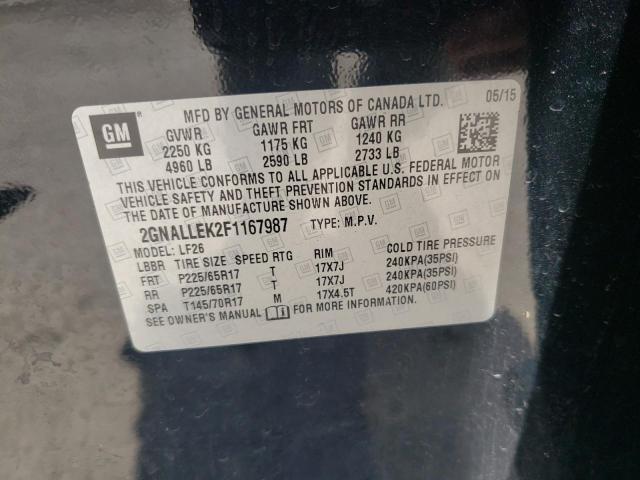 MFD BY GENERAL MOTORS OF CANADA LTD. 05/15
GM
GVWR GAWR FRT GAWR RR
2250 KG 1175 KG 1240 KG
4960 LB 2590 LB 2733 LB
THIS VEHICLE CONFORMS TO ALL APPLICABLE U.S. FEDERAL MOTOR
VEHICLE SAFETY AND THEFT PREVENTION STANDARDS IN EFFECT ON
THE DATE OF MANUFACTURE SHOWN ABOVE.
2GNALLEK2F1167987 TYPE: M.P.V.
MODEL: LF26
LBBR TIRE SIZE SPEED RTG RIM COLD TIRE PRESSURE
FRT P225/65R17 T 17X7J 240KPA(35PSI)
RR P225/65R17 T 17X7J 240KPA(35PSI)
SPA T145/70R17 M 17X4.5T 420KPA(60PSI)
SEE OWNER'S MANUAL FOR MORE INFORMATION.